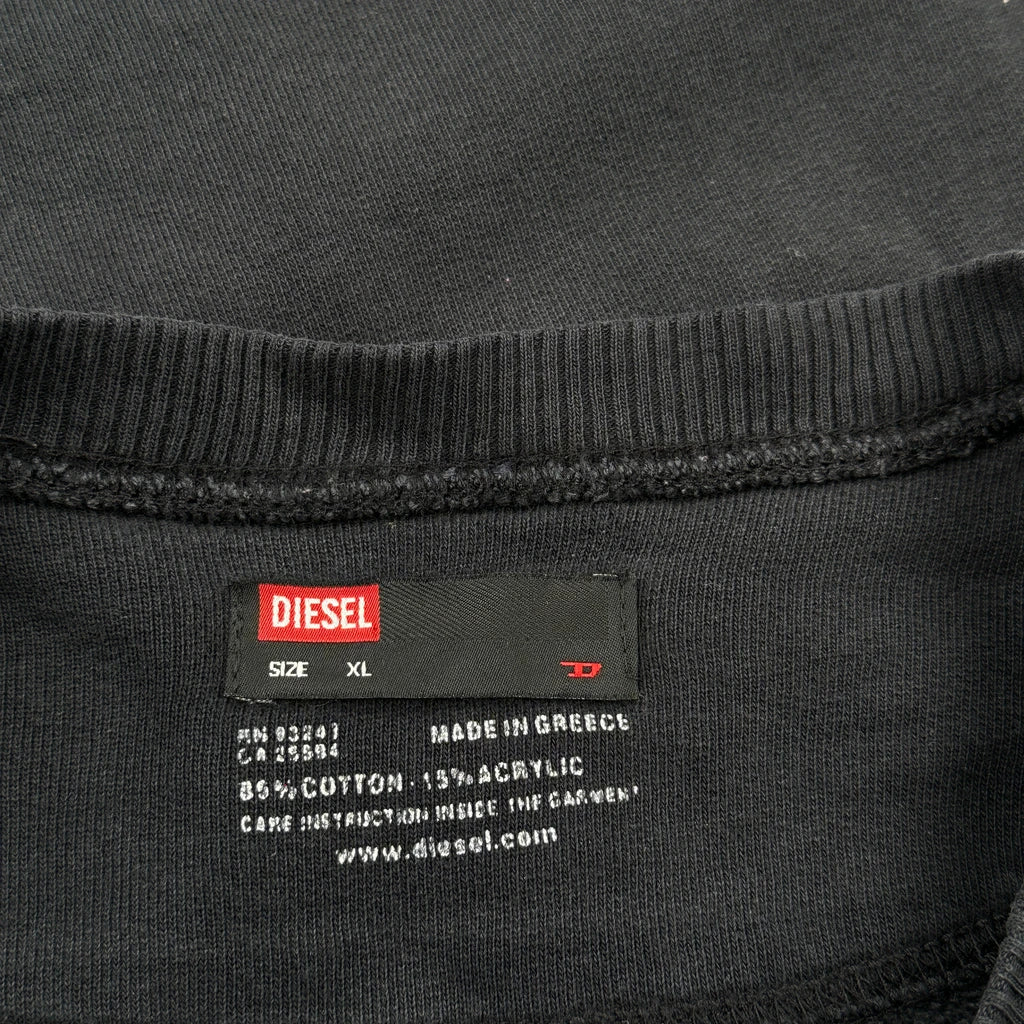 DIESEL
SIZE XL
RN 93241 MADE IN GREECE
CA 25594
85% COTTON · 15% ACRYLIC
CARE INSTRUCTION INSIDE THE GARMENT
www.diesel.com